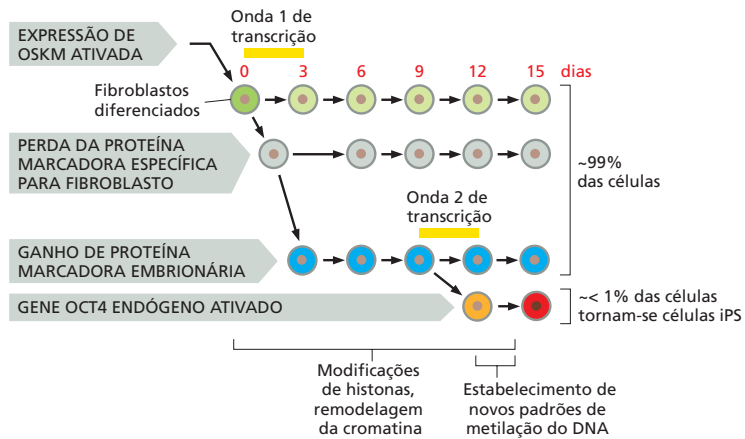 EXPRESSÃO DE
OSKM ATIVADA
Onda 1 de
transcrição
0 3 6 9 12 15 dias
Fibroblastos
diferenciados
PERDA DA PROTEÍNA
MARCADORA ESPECÍFICA
PARA FIBROBLASTO
~99%
das células
Onda 2 de
transcrição
GANHO DE PROTEÍNA
MARCADORA EMBRIONÁRIA
GENE OCT4 ENDÓGENO ATIVADO
~< 1% das células
tornam-se células iPS
Modificações
de histonas,
remodelagem
da cromatina
Estabelecimento de
novos padrões de
metilação do DNA